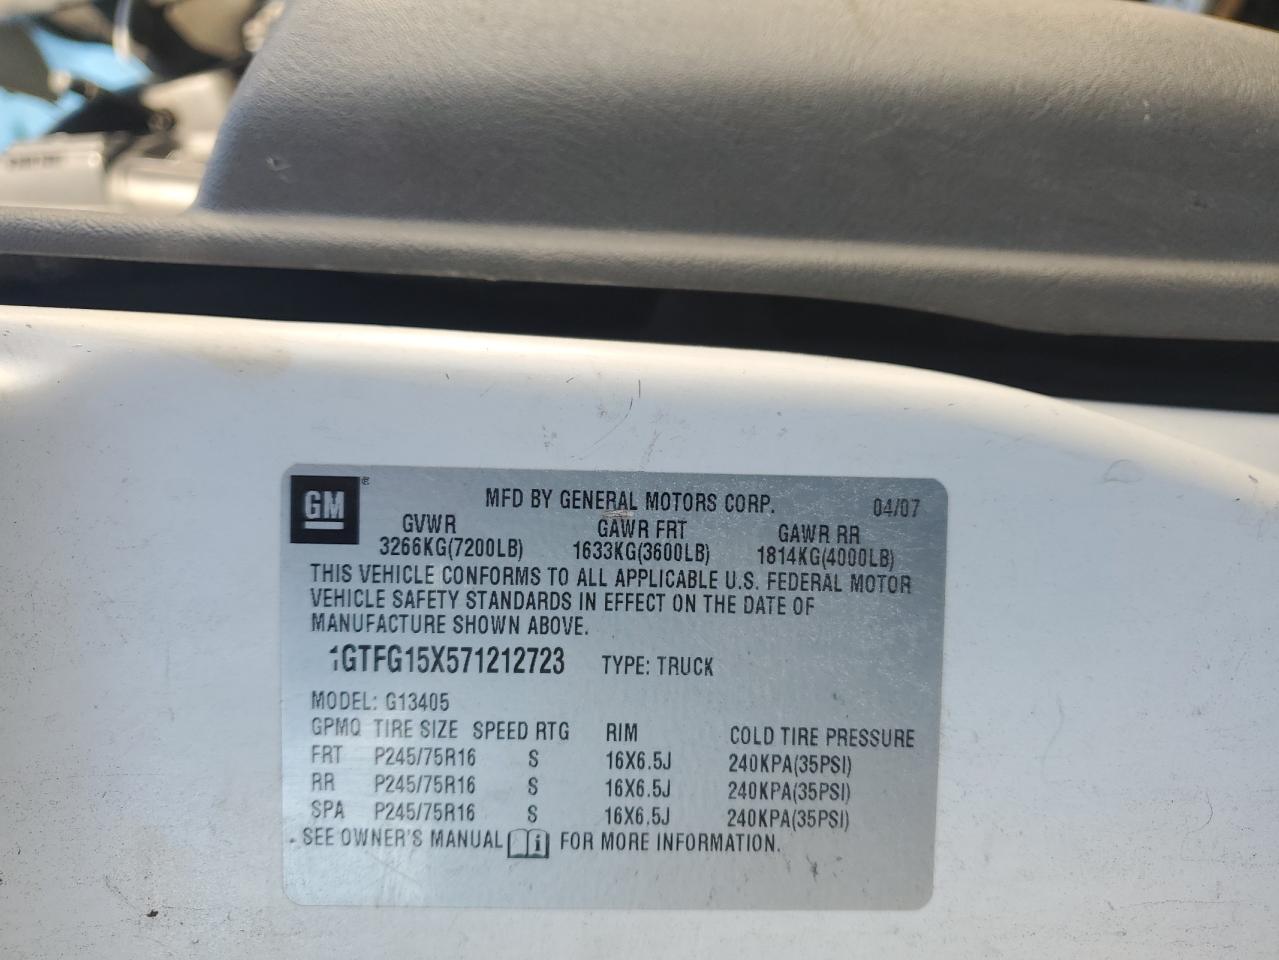 GM ®
MFD BY GENERAL MOTORS CORP. 04/07
GVWR GAWR FRT GAWR RR
3266KG(7200LB) 1633KG(3600LB) 1814KG(4000LB)
THIS VEHICLE CONFORMS TO ALL APPLICABLE U.S. FEDERAL MOTOR
VEHICLE SAFETY STANDARDS IN EFFECT ON THE DATE OF
MANUFACTURE SHOWN ABOVE.
1GTFG15X571212723 TYPE: TRUCK
MODEL: G13405
GPMQ TIRE SIZE SPEED RTG RIM COLD TIRE PRESSURE
FRT P245/75R16 S 16X6.5J 240KPA(35PSI)
RR P245/75R16 S 16X6.5J 240KPA(35PSI)
SPA P245/75R16 S 16X6.5J 240KPA(35PSI)
SEE OWNER'S MANUAL i FOR MORE INFORMATION.